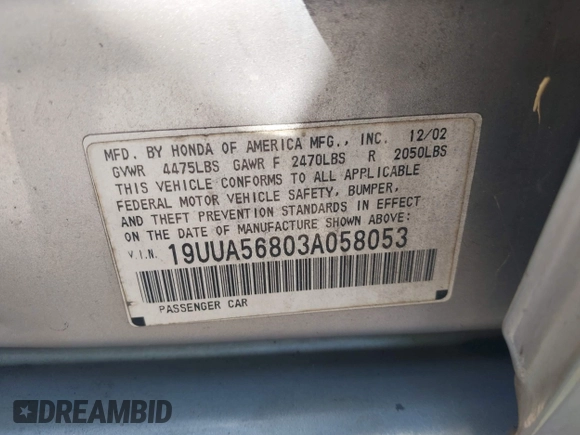 MFD. BY HONDA OF AMERICA MFG., INC. 12/02
GVWR 4475LBS GAWR F 2470LBS R 2050LBS
THIS VEHICLE CONFORMS TO ALL APPLICABLE
FEDERAL MOTOR VEHICLE SAFETY, BUMPER,
AND THEFT PREVENTION STANDARDS IN EFFECT
ON THE DATE OF MANUFACTURE SHOWN ABOVE:
V.I.N. 19UUA56803A058053
PASSENGER CAR
DREAMBID